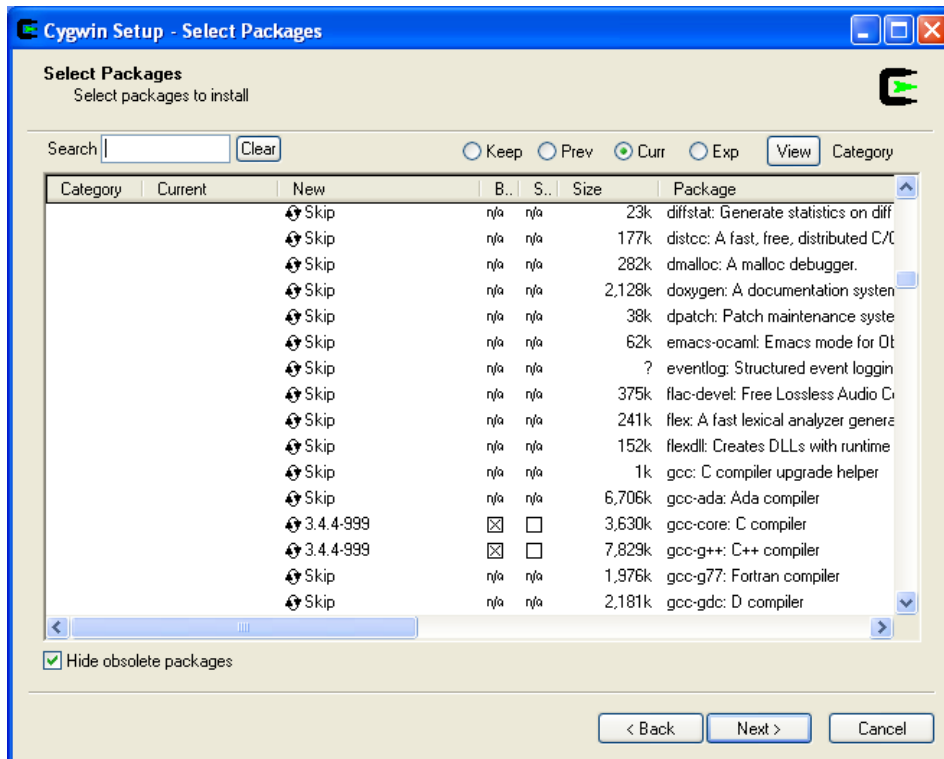 Cygwin Setup - Select Packages
Select Packages
Select packages to install
Search Clear Keep Prev Curr Exp View Category
Category Current New B.. S.. Size Package
Skip n/a n/a 23k diffstat: Generate statistics on diff
Skip n/a n/a 177k distcc: A fast, free, distributed C/C
Skip n/a n/a 282k dmalloc: A malloc debugger.
Skip n/a n/a 2,128k doxygen: A documentation system
Skip n/a n/a 38k dpatch: Patch maintenance syste
Skip n/a n/a 62k emacs-ocaml: Emacs mode for Ob
Skip n/a n/a ? eventlog: Structured event loggin
Skip n/a n/a 375k flac-devel: Free Lossless Audio Co
Skip n/a n/a 241k flex: A fast lexical analyzer genera
Skip n/a n/a 152k flexdll: Creates DLLs with runtime
Skip n/a n/a 1k gcc: C compiler upgrade helper
Skip n/a n/a 6,706k gcc-ada: Ada compiler
3.4.4-999 3,630k gcc-core: C compiler
3.4.4-999 7,829k gcc-g++: C++ compiler
Skip n/a n/a 1,976k gcc-g77: Fortran compiler
Skip n/a n/a 2,181k gcc-gdc: D compiler
Hide obsolete packages
< Back Next > Cancel